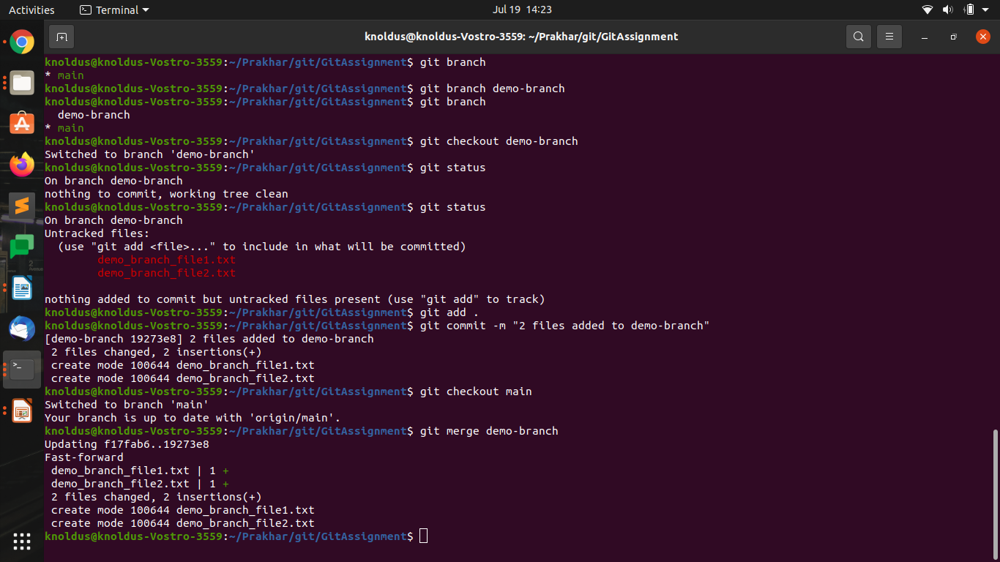 Activities Terminal Jul 19 14:23
knoldus@knoldus-Vostro-3559: ~/Prakhar/git/GitAssignment
knoldus@knoldus-Vostro-3559:~/Prakhar/git/GitAssignment$ git branch
* main
knoldus@knoldus-Vostro-3559:~/Prakhar/git/GitAssignment$ git branch demo-branch
knoldus@knoldus-Vostro-3559:~/Prakhar/git/GitAssignment$ git branch
  demo-branch
* main
knoldus@knoldus-Vostro-3559:~/Prakhar/git/GitAssignment$ git checkout demo-branch
Switched to branch 'demo-branch'
knoldus@knoldus-Vostro-3559:~/Prakhar/git/GitAssignment$ git status
On branch demo-branch
nothing to commit, working tree clean
knoldus@knoldus-Vostro-3559:~/Prakhar/git/GitAssignment$ git status
On branch demo-branch
Untracked files:
  (use "git add <file>..." to include in what will be committed)
        demo_branch_file1.txt
        demo_branch_file2.txt

nothing added to commit but untracked files present (use "git add" to track)
knoldus@knoldus-Vostro-3559:~/Prakhar/git/GitAssignment$ git add .
knoldus@knoldus-Vostro-3559:~/Prakhar/git/GitAssignment$ git commit -m "2 files added to demo-branch"
[demo-branch 19273e8] 2 files added to demo-branch
 2 files changed, 2 insertions(+)
 create mode 100644 demo_branch_file1.txt
 create mode 100644 demo_branch_file2.txt
knoldus@knoldus-Vostro-3559:~/Prakhar/git/GitAssignment$ git checkout main
Switched to branch 'main'
Your branch is up to date with 'origin/main'.
knoldus@knoldus-Vostro-3559:~/Prakhar/git/GitAssignment$ git merge demo-branch
Updating f17fab6..19273e8
Fast-forward
 demo_branch_file1.txt | 1 +
 demo_branch_file2.txt | 1 +
 2 files changed, 2 insertions(+)
 create mode 100644 demo_branch_file1.txt
 create mode 100644 demo_branch_file2.txt
knoldus@knoldus-Vostro-3559:~/Prakhar/git/GitAssignment$